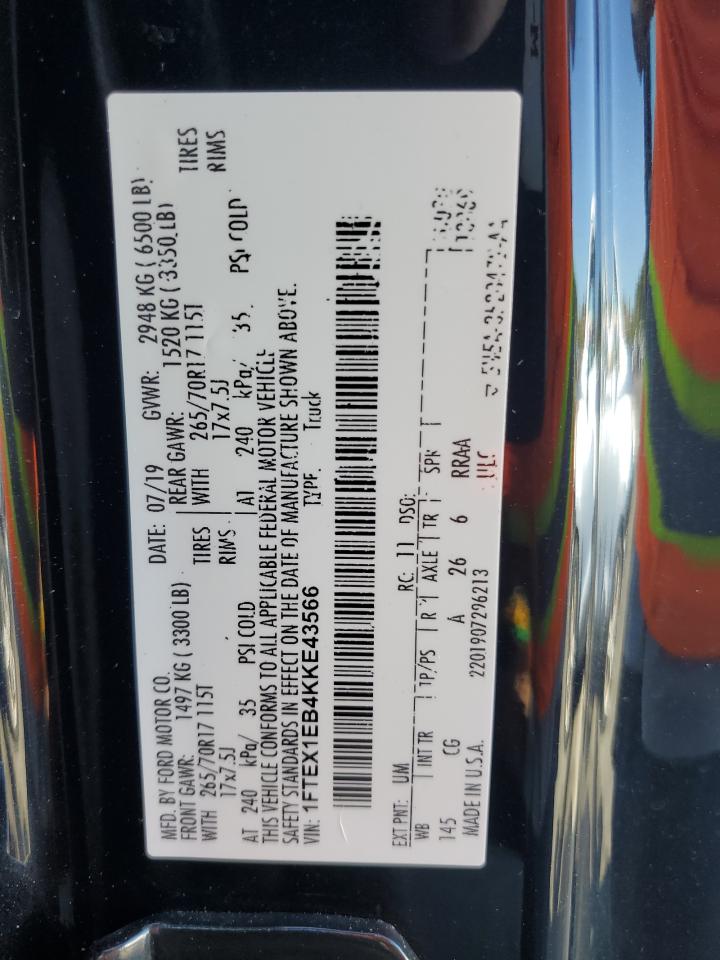 MFD. BY FORD MOTOR CO.
DATE: 07/19 GVWR: 2948 KG ( 6500 LB)
FRONT GAWR: 1497 KG ( 3300 LB) REAR GAWR: 1520 KG ( 3350 LB)
WITH 265/70R17 115T TIRES WITH 265/70R17 115T TIRES
17x7.5J RIMS 17x7.5J RIMS
AT 240 kPa/ 35 PSI COLD AT 240 kPa/ 35 PSI COLD
THIS VEHICLE CONFORMS TO ALL APPLICABLE FEDERAL MOTOR VEHICLE
SAFETY STANDARDS IN EFFECT ON THE DATE OF MANUFACTURE SHOWN ABOVE.
VIN: 1FTEX1EB4KKE43566 TYPE: Truck
EXT PNT: UM RC: 11 DSO:
WB INT TR TP/PS R AXLE TR SPR
145 CG A 26 6 RRAA
MADE IN U.S.A. 2201907296213 ULC